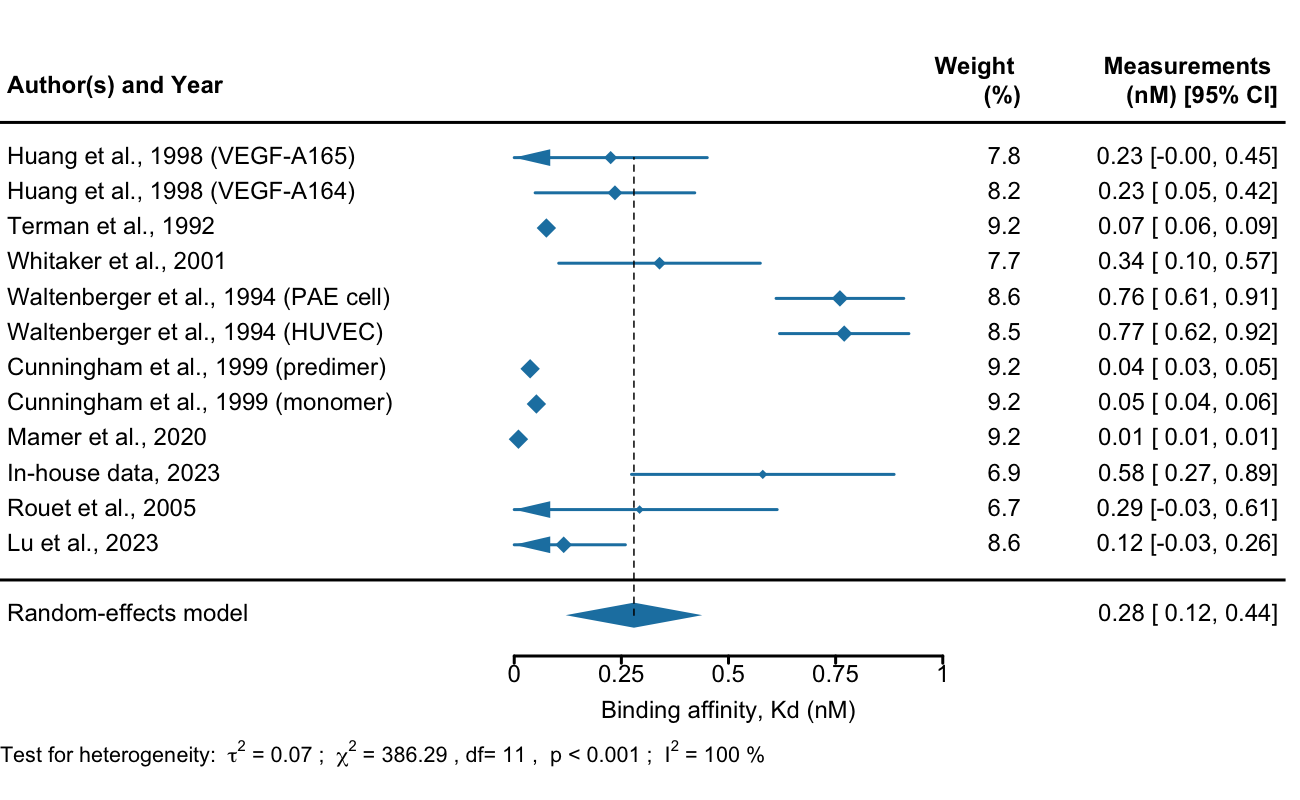 Author(s) and Year Weight (%) Measurements (nM) [95% CI]
Huang et al., 1998 (VEGF-A165) 7.8 0.23 [-0.00, 0.45]
Huang et al., 1998 (VEGF-A164) 8.2 0.23 [ 0.05, 0.42]
Terman et al., 1992 9.2 0.07 [ 0.06, 0.09]
Whitaker et al., 2001 7.7 0.34 [ 0.10, 0.57]
Waltenberger et al., 1994 (PAE cell) 8.6 0.76 [ 0.61, 0.91]
Waltenberger et al., 1994 (HUVEC) 8.5 0.77 [ 0.62, 0.92]
Cunningham et al., 1999 (predimer) 9.2 0.04 [ 0.03, 0.05]
Cunningham et al., 1999 (monomer) 9.2 0.05 [ 0.04, 0.06]
Mamer et al., 2020 9.2 0.01 [ 0.01, 0.01]
In-house data, 2023 6.9 0.58 [ 0.27, 0.89]
Rouet et al., 2005 6.7 0.29 [-0.03, 0.61]
Lu et al., 2023 8.6 0.12 [-0.03, 0.26]
Random-effects model 0.28 [ 0.12, 0.44]
0 0.25 0.5 0.75 1
Binding affinity, Kd (nM)
Test for heterogeneity: τ² = 0.07 ; χ² = 386.29 , df= 11 , p < 0.001 ; I² = 100 %